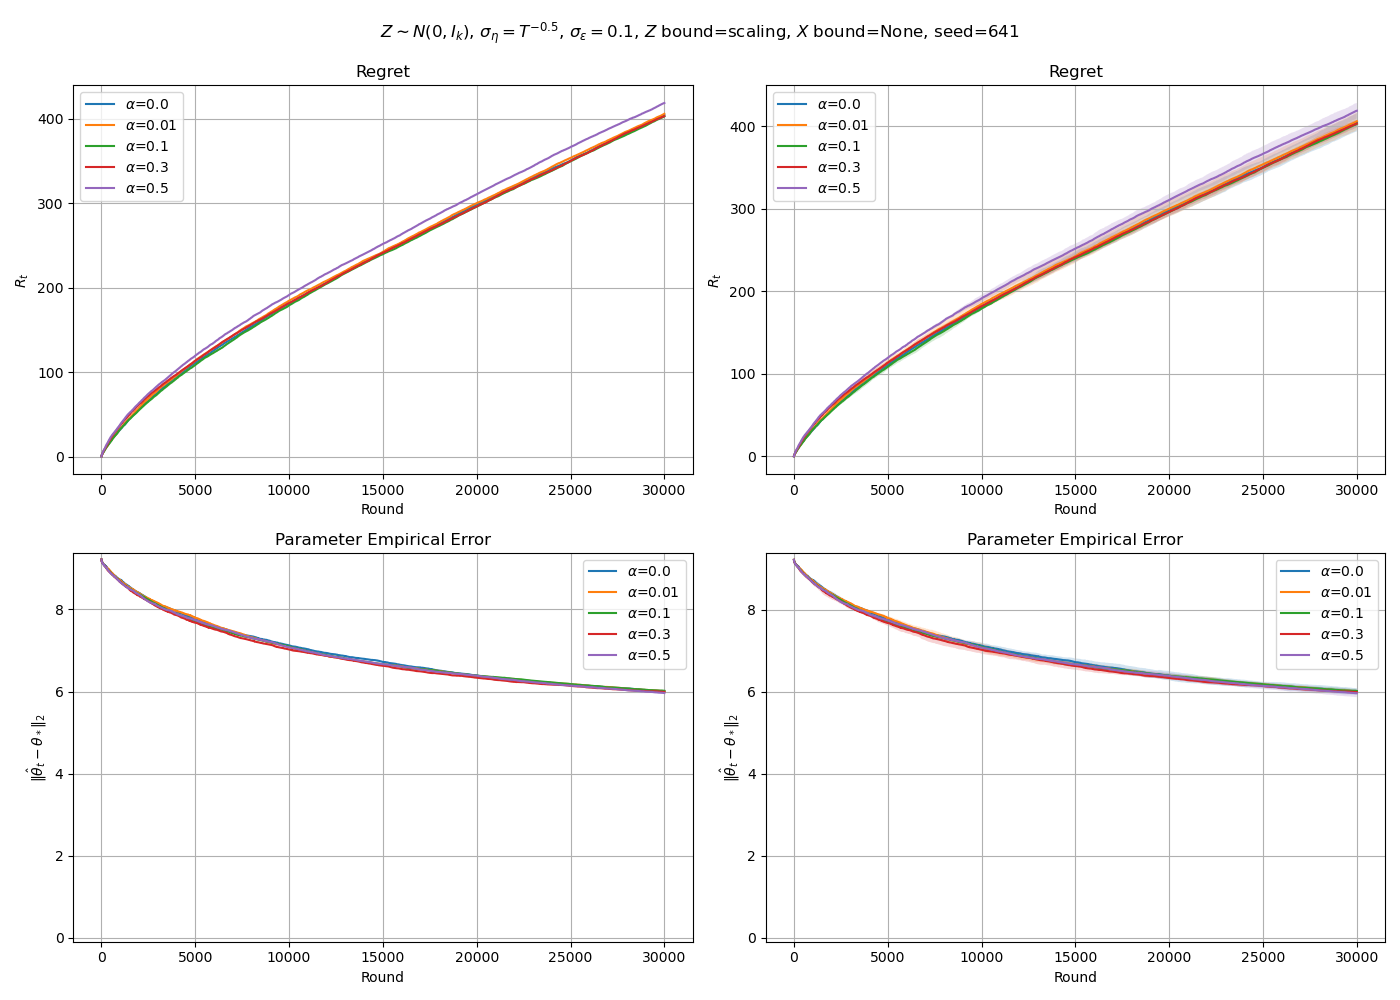 Z ∼ N(0, I_k), σ_η = T^{−0.5}, σ_ε = 0.1, Z bound=scaling, X bound=None, seed=641
Regret
R_t
400
300
200
100
0
α=0.0
α=0.01
α=0.1
α=0.3
α=0.5
0 5000 10000 15000 20000 25000 30000
Round
Regret
R_t
400
300
200
100
0
α=0.0
α=0.01
α=0.1
α=0.3
α=0.5
0 5000 10000 15000 20000 25000 30000
Round
Parameter Empirical Error
‖θ̂_t − θ_*‖_2
8
6
4
2
0
α=0.0
α=0.01
α=0.1
α=0.3
α=0.5
0 5000 10000 15000 20000 25000 30000
Round
Parameter Empirical Error
‖θ̂_t − θ_*‖_2
8
6
4
2
0
α=0.0
α=0.01
α=0.1
α=0.3
α=0.5
0 5000 10000 15000 20000 25000 30000
Round